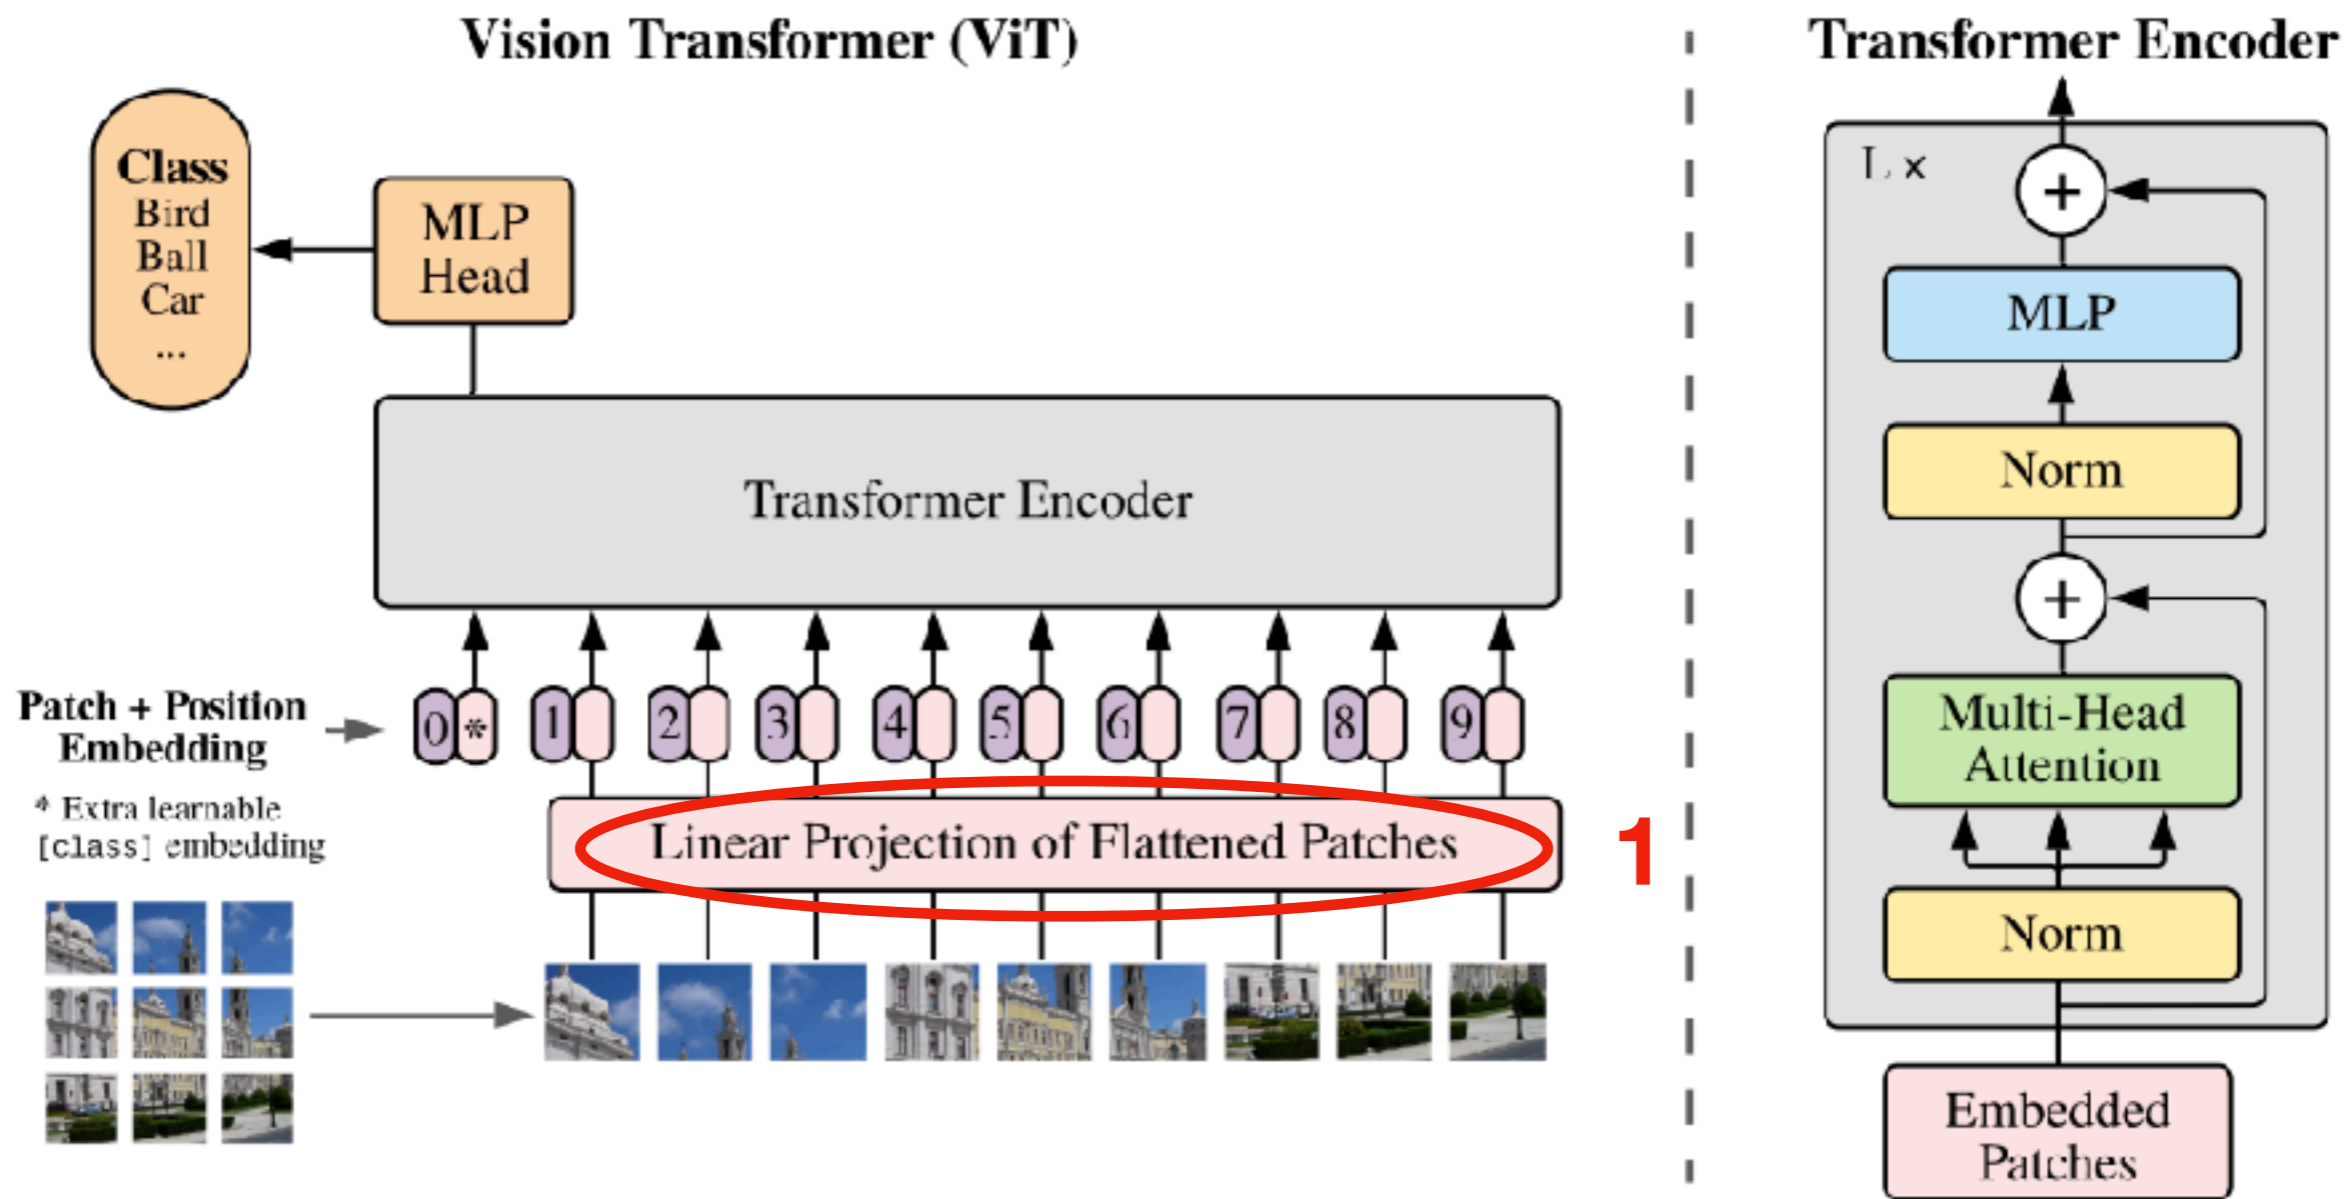 Vision Transformer (ViT)
Class
Bird
Ball
Car
...
MLP
Head
Transformer Encoder
Patch + Position
Embedding
* Extra learnable
[class] embedding
0 * 1 2 3 4 5 6 7 8 9
Linear Projection of Flattened Patches
1
Transformer Encoder
L x
+
MLP
Norm
+
Multi-Head
Attention
Norm
Embedded
Patches